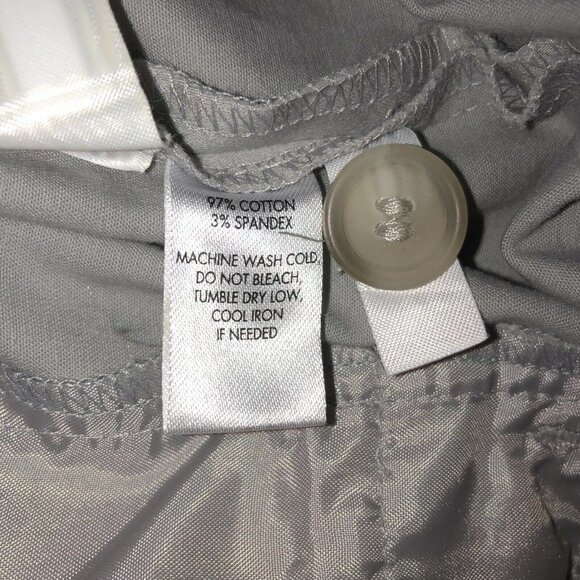 97% COTTON
3% SPANDEX
MACHINE WASH COLD,
DO NOT BLEACH,
TUMBLE DRY LOW,
COOL IRON
IF NEEDED